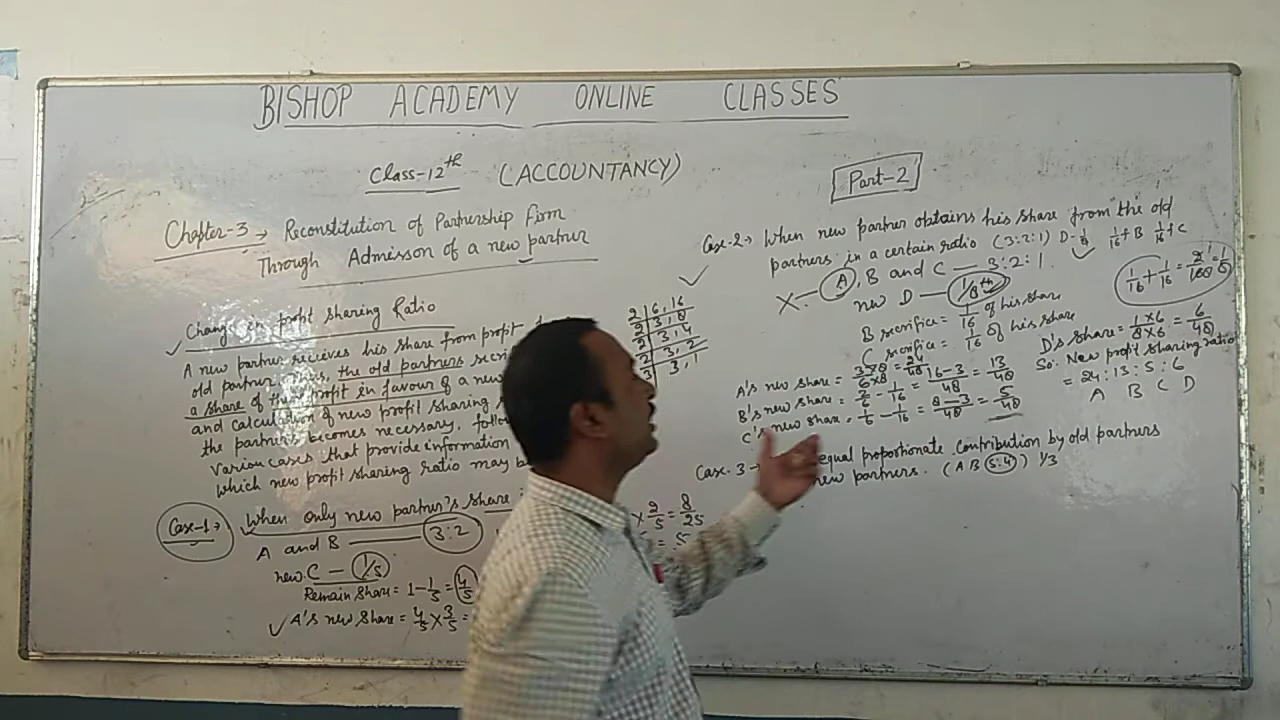 BISHOP ACADEMY ONLINE CLASSES
Class-12th (ACCOUNTANCY)
Part-2
Chapter-3 → Reconstitution of Partnership firm
Through Admisson of a new partner
Change in profit sharing Ratio
A new partner recieves his share from profit
old partner. the old partners
a share of profit in favour of a new
and calculation of new profit sharing
the partners becomes necessary.
Various cases that provide information
which new profit sharing ratio may be
Case-1 → When only new partner's share
A and B — 3:2
new C — 1/5
Remain Share = 1 - 1/5 = 4/5
A's new share = 4/5 × 3/5 =
× 2/5 = 8/25
2 | 6, 16
2 | 3, 8
2 | 3, 4
2 | 3, 2
3 | 3, 1
Case-2 → When new partner obtains his share from the old
partners in a certain ratio (3:2:1) D-1/8 1/16 + B 1/16 + C
X — A, B and C — 3:2:1.
new D — 1/8th
1/16 + 1/16 =
B sacrifice = 1/16 of his share
C sacrifice = 1/16 of his share
A's new share = 3×8/6×8 = 24/48
B's new share = 2/6 - 1/16 = 16-3/48 = 13/48
C's new share = 1/6 - 1/16 = 8-3/48 = 5/48
D's share = 1×6/8×6 = 6/48
So, New profit sharing ratio
= 24:13:5:6
A B C D
Case. 3 → equal proportionate contribution by old partners
new partners. (A B 5:4) 1/3